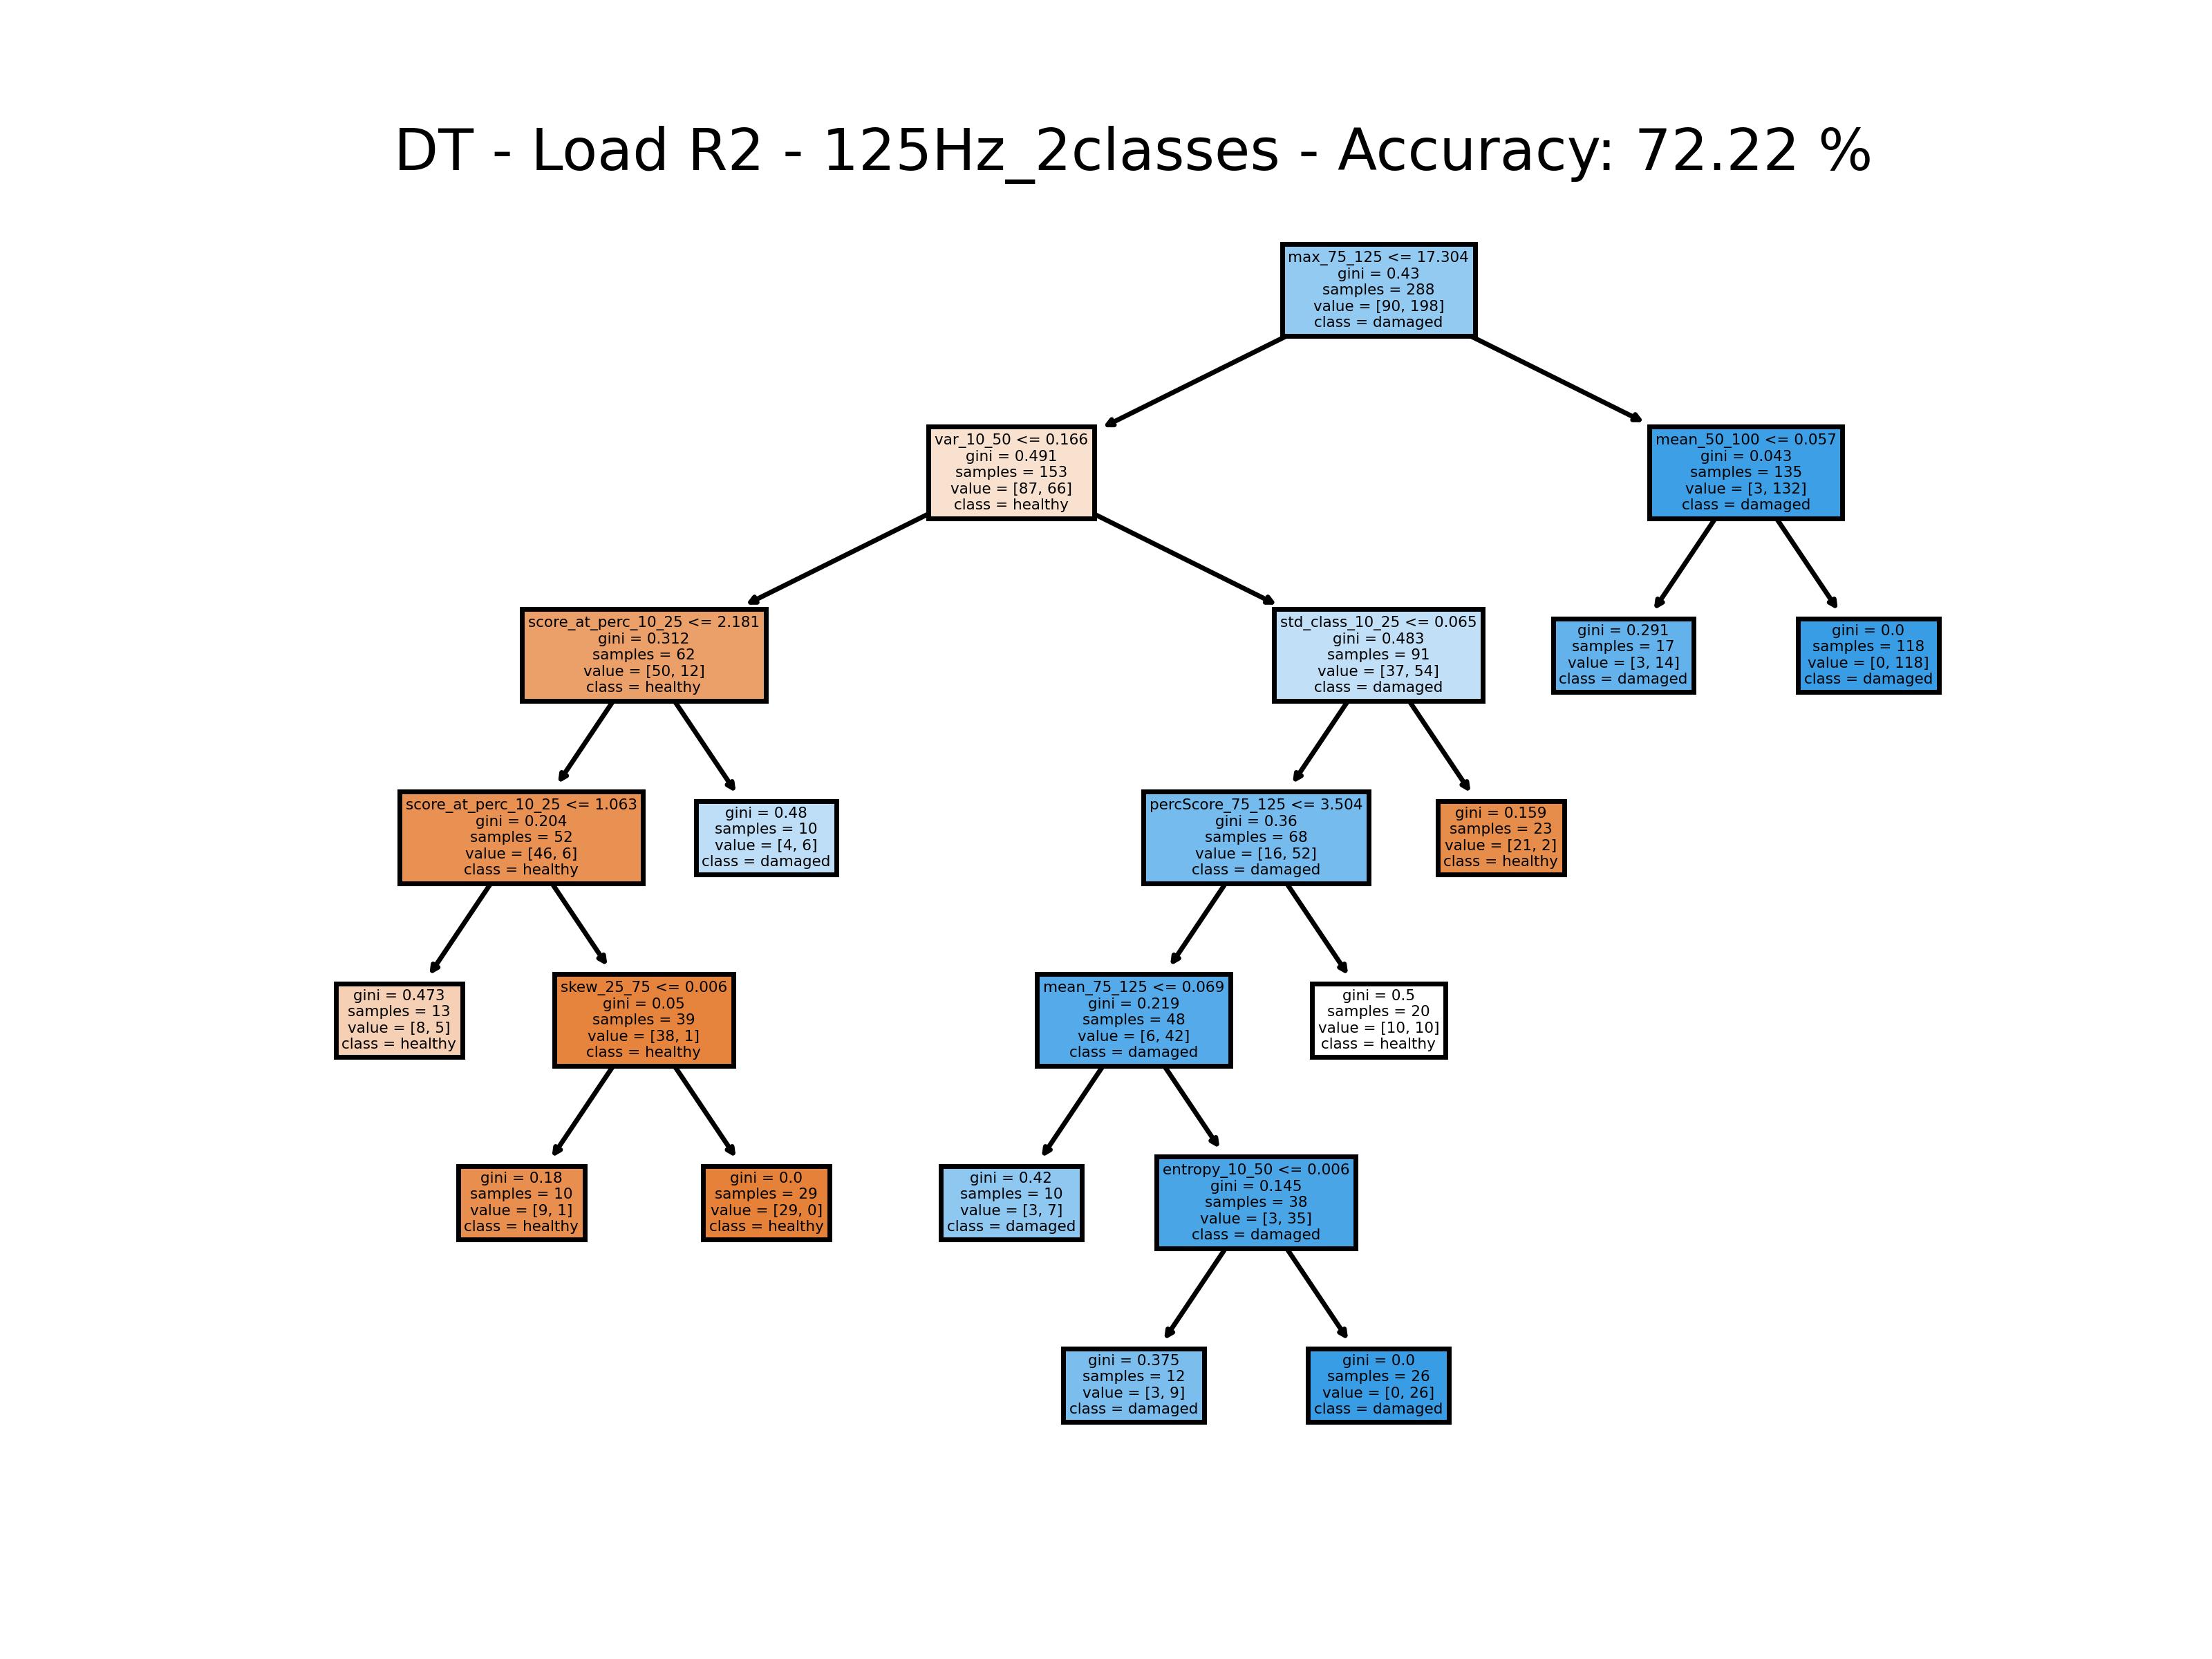 DT - Load R2 - 125Hz_2classes - Accuracy: 72.22 %
max_75_125 <= 17.304
gini = 0.43
samples = 288
value = [90, 198]
class = damaged
var_10_50 <= 0.166
gini = 0.491
samples = 153
value = [87, 66]
class = healthy
mean_50_100 <= 0.057
gini = 0.043
samples = 135
value = [3, 132]
class = damaged
score_at_perc_10_25 <= 2.181
gini = 0.312
samples = 62
value = [50, 12]
class = healthy
std_class_10_25 <= 0.065
gini = 0.483
samples = 91
value = [37, 54]
class = damaged
gini = 0.291
samples = 17
value = [3, 14]
class = damaged
gini = 0.0
samples = 118
value = [0, 118]
class = damaged
score_at_perc_10_25 <= 1.063
gini = 0.204
samples = 52
value = [46, 6]
class = healthy
gini = 0.48
samples = 10
value = [4, 6]
class = damaged
percScore_75_125 <= 3.504
gini = 0.36
samples = 68
value = [16, 52]
class = damaged
gini = 0.159
samples = 23
value = [21, 2]
class = healthy
gini = 0.473
samples = 13
value = [8, 5]
class = healthy
skew_25_75 <= 0.006
gini = 0.05
samples = 39
value = [38, 1]
class = healthy
mean_75_125 <= 0.069
gini = 0.219
samples = 48
value = [6, 42]
class = damaged
gini = 0.5
samples = 20
value = [10, 10]
class = healthy
gini = 0.18
samples = 10
value = [9, 1]
class = healthy
gini = 0.0
samples = 29
value = [29, 0]
class = healthy
gini = 0.42
samples = 10
value = [3, 7]
class = damaged
entropy_10_50 <= 0.006
gini = 0.145
samples = 38
value = [3, 35]
class = damaged
gini = 0.375
samples = 12
value = [3, 9]
class = damaged
gini = 0.0
samples = 26
value = [0, 26]
class = damaged